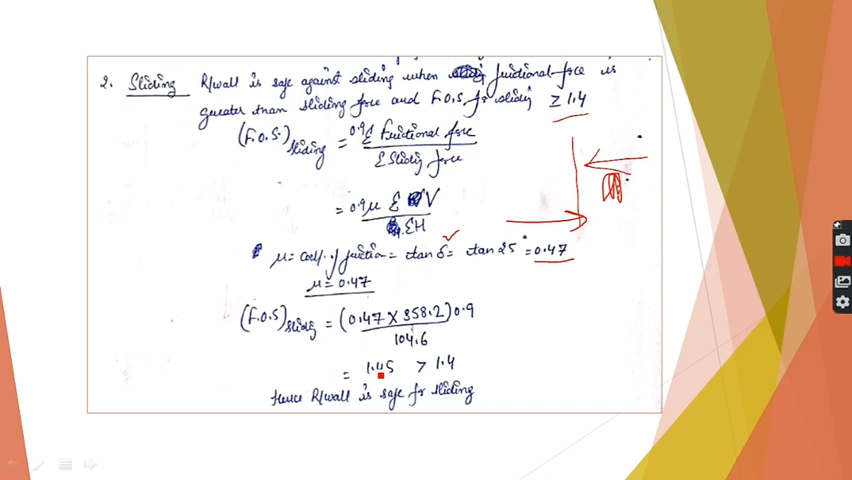 2. Sliding R/wall is safe against sliding when frictional force is
greater than sliding force and F.O.S for sliding ≥ 1.4
(F.O.S.)sliding = 0.9 Σ Frictional force / Σ Sliding force
= 0.9 μ Σ V / ΣH
μ = coeff. of friction = tan δ = tan 25° = 0.47
μ = 0.47
(F.O.S)sliding = (0.47 × 358.2) 0.9 / 104.6
= 1.45 > 1.4
Hence R/wall is safe for sliding